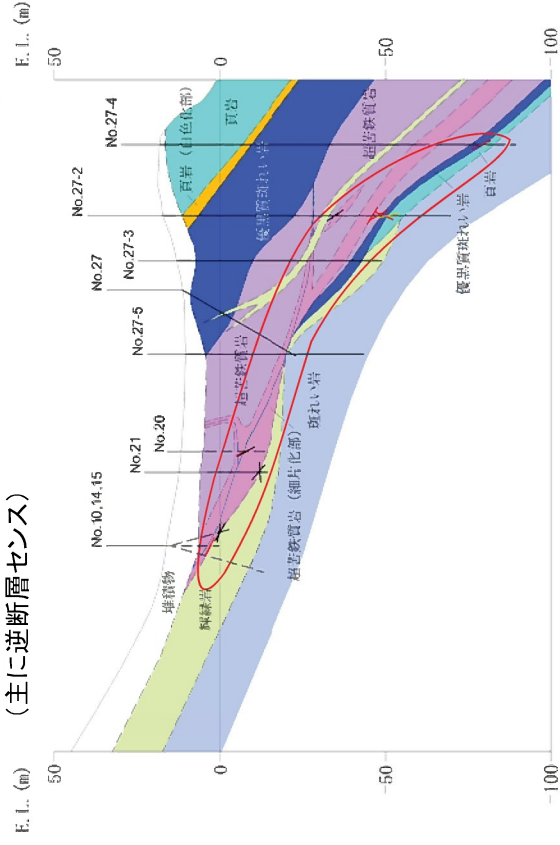 （主に逆断層センス）
E.L. (m)
50
0
-50
-100
E.L. (m)
50
0
-50
-100
No.10,14,15
No.21
No.20
No.27-5
No.27
No.27-3
No.27-2
No.27-4
堆積物
輝緑岩
超苦鉄質岩（細片化部）
斑れい岩
超苦鉄質岩
優黒質斑れい岩
頁岩（白色化部）
頁岩
超苦鉄質岩
優黒質斑れい岩
頁岩